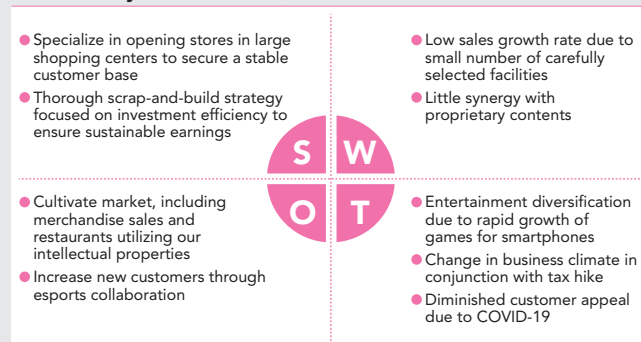 Specialize in opening stores in large
shopping centers to secure a stable
customer base
Thorough scrap-and-build strategy
focused on investment efficiency to
ensure sustainable earnings
Low sales growth rate due to
small number of carefully
selected facilities
Little synergy with
proprietary contents
S W
O T
Cultivate market, including
merchandise sales and
restaurants utilizing our
intellectual properties
Increase new customers through
esports collaboration
Entertainment diversification
due to rapid growth of
games for smartphones
Change in business climate in
conjunction with tax hike
Diminished customer appeal
due to COVID-19